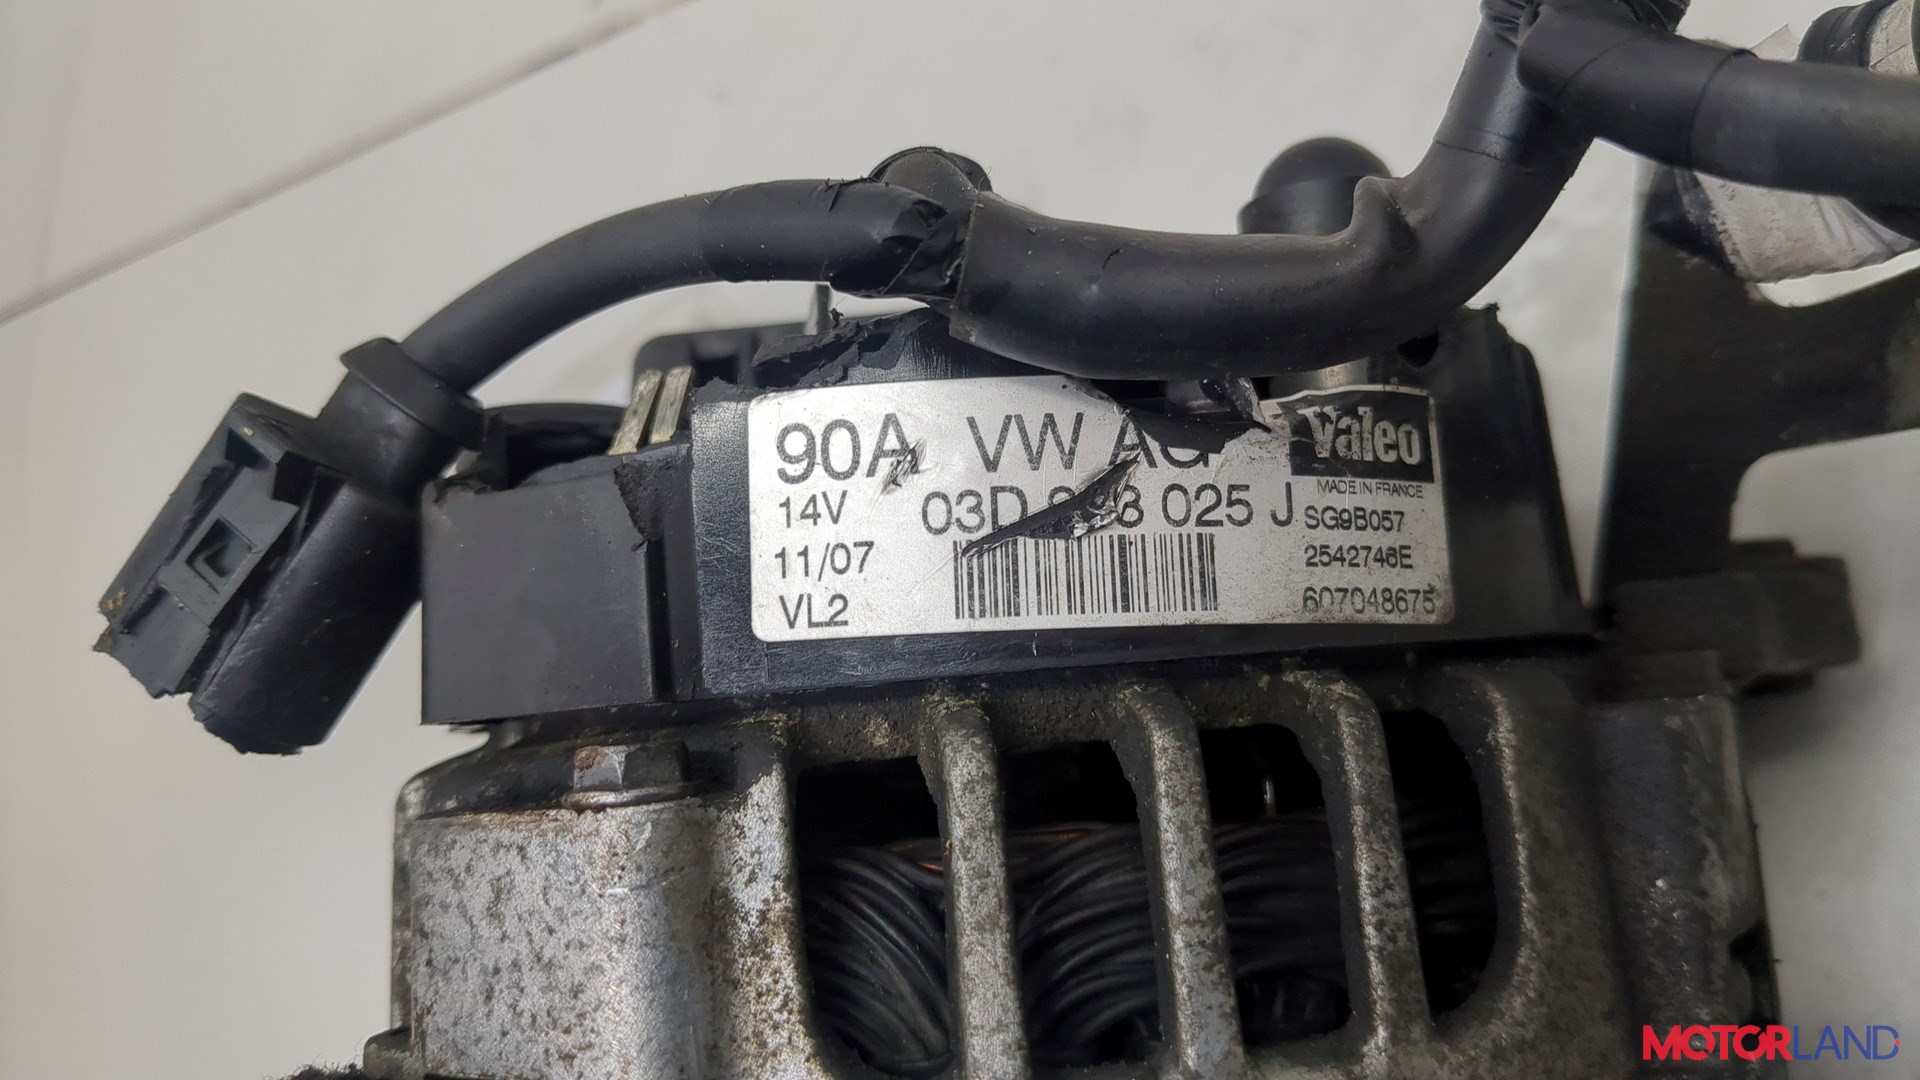 90A VW AG Valeo
MADE IN FRANCE
14V 025 J SG9B057
11/07 2542746E
VL2 607048675
MOTORLAND